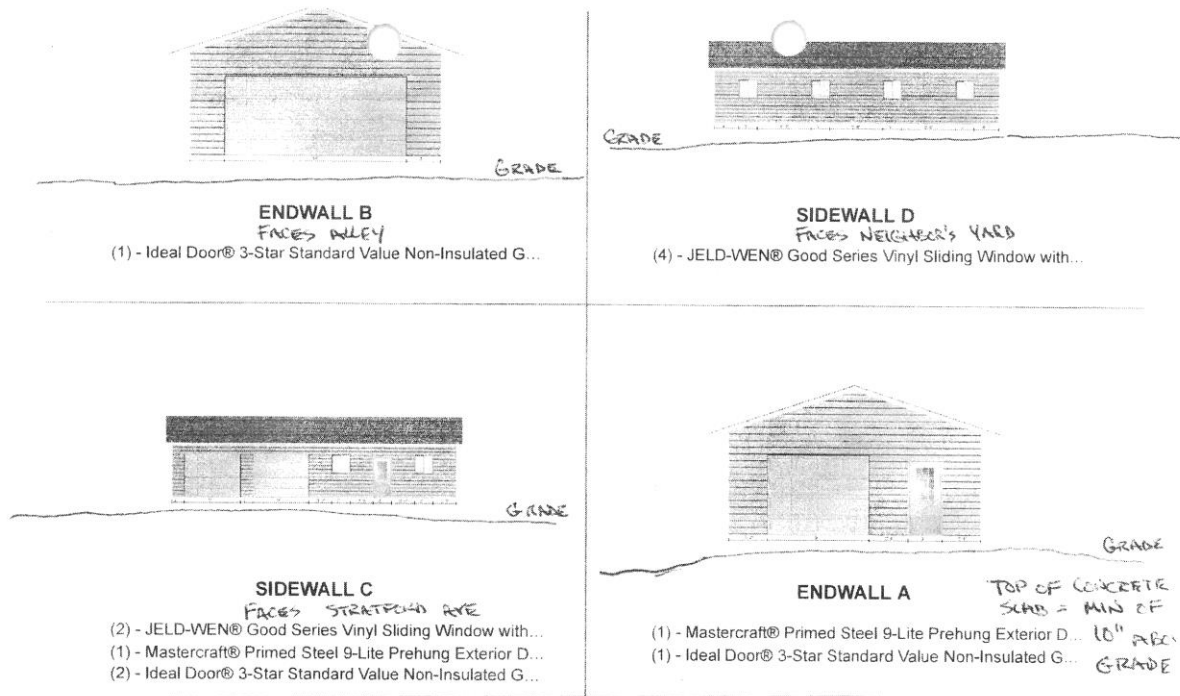 GRADE
ENDWALL B
FACES ALLEY
(1) - Ideal Door® 3-Star Standard Value Non-Insulated G...
GRADE
SIDEWALL D
FACES NEIGHBOR'S YARD
(4) - JELD-WEN® Good Series Vinyl Sliding Window with...
GRADE
SIDEWALL C
FACES STRATFORD AVE
(2) - JELD-WEN® Good Series Vinyl Sliding Window with...
(1) - Mastercraft® Primed Steel 9-Lite Prehung Exterior D...
(2) - Ideal Door® 3-Star Standard Value Non-Insulated G...
GRADE
ENDWALL A
(1) - Mastercraft® Primed Steel 9-Lite Prehung Exterior D...
(1) - Ideal Door® 3-Star Standard Value Non-Insulated G...
TOP OF CONCRETE
SLAB = MIN OF
10"
GRADE